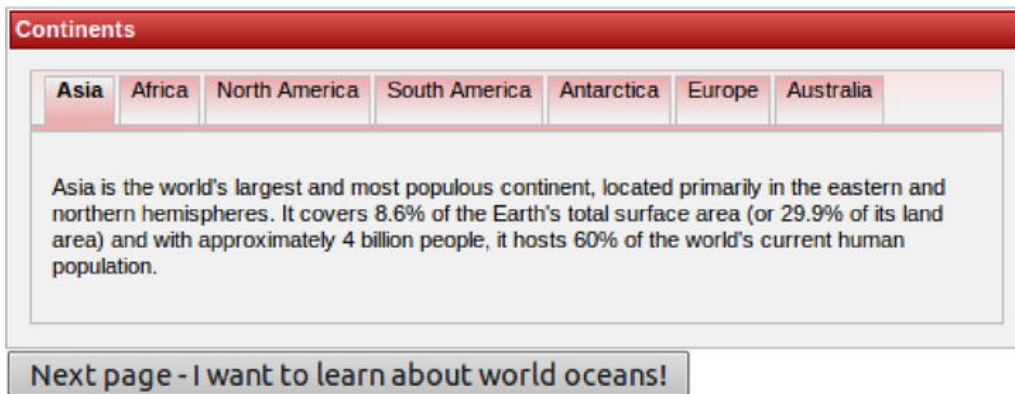 Continents
Asia Africa North America South America Antarctica Europe Australia
Asia is the world's largest and most populous continent, located primarily in the eastern and
northern hemispheres. It covers 8.6% of the Earth's total surface area (or 29.9% of its land
area) and with approximately 4 billion people, it hosts 60% of the world's current human
population.
Next page - I want to learn about world oceans!